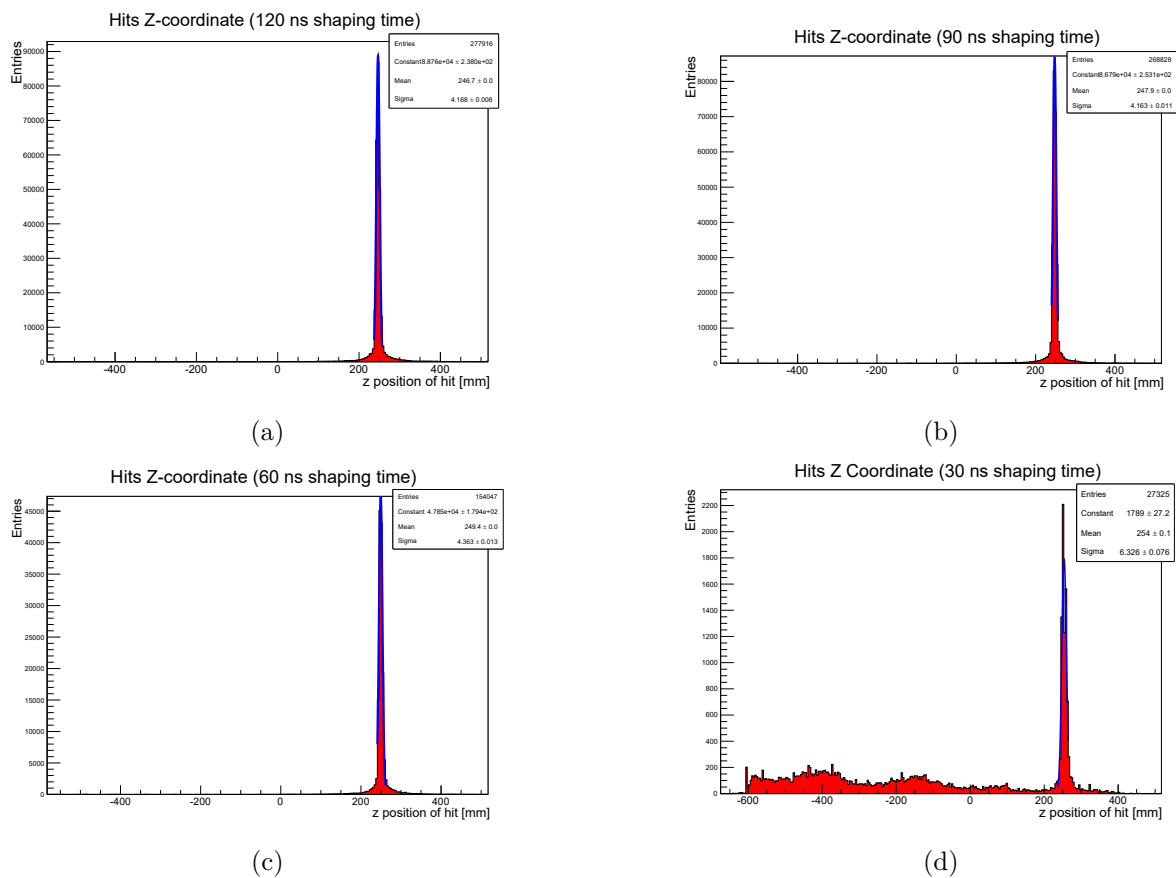 Hits Z-coordinate (120 ns shaping time)
Entries
90000
80000
70000
60000
50000
40000
30000
20000
10000
0
-400 -200 0 200 400
z position of hit [mm]
Entries 277916
Constant 8.876e+04 ± 2.380e+02
Mean 246.7 ± 0.0
Sigma 4.168 ± 0.008
(a)
Hits Z-coordinate (90 ns shaping time)
Entries
80000
70000
60000
50000
40000
30000
20000
10000
0
-400 -200 0 200 400
z position of hit [mm]
Entries 268828
Constant 8.679e+04 ± 2.531e+02
Mean 247.9 ± 0.0
Sigma 4.163 ± 0.011
(b)
Hits Z-coordinate (60 ns shaping time)
Entries
45000
40000
35000
30000
25000
20000
15000
10000
5000
0
-400 -200 0 200 400
z position of hit [mm]
Entries 154047
Constant 4.785e+04 ± 1.794e+02
Mean 249.4 ± 0.0
Sigma 4.363 ± 0.013
(c)
Hits Z Coordinate (30 ns shaping time)
Entries
2200
2000
1800
1600
1400
1200
1000
800
600
400
200
0
-600 -400 -200 0 200 400
z position of hit [mm]
Entries 27325
Constant 1789 ± 27.2
Mean 254 ± 0.1
Sigma 6.326 ± 0.076
(d)